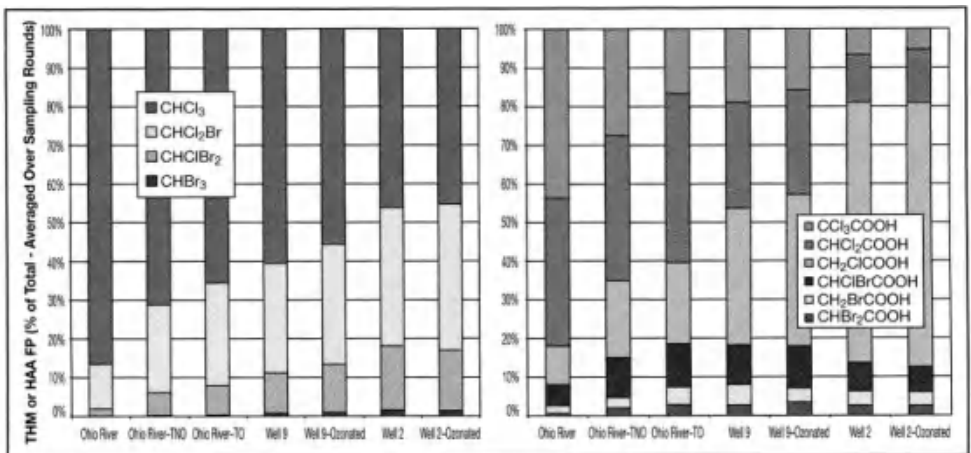 THM or HAA FP (% of Total - Averaged Over Sampling Rounds)
100%
90%
80%
70%
60%
50%
40%
30%
20%
10%
0%
CHCl₃
CHCl₂Br
CHClBr₂
CHBr₃
Ohio River
Ohio River-TNO
Ohio River-TO
Well 9
Well 9-Ozonated
Well 2
Well 2-Ozonated
100%
90%
80%
70%
60%
50%
40%
30%
20%
10%
0%
CCl₃COOH
CHCl₂COOH
CH₂ClCOOH
CHClBrCOOH
CH₂BrCOOH
CHBr₂COOH
Ohio River
Ohio River-TNO
Ohio River-TO
Well 9
Well 9-Ozonated
Well 2
Well 2-Ozonated